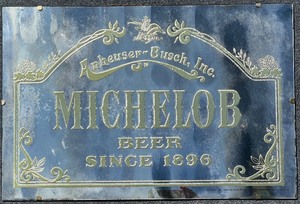 Anheuser-Busch, Inc.
MICHELOB
BEER
SINCE 1896